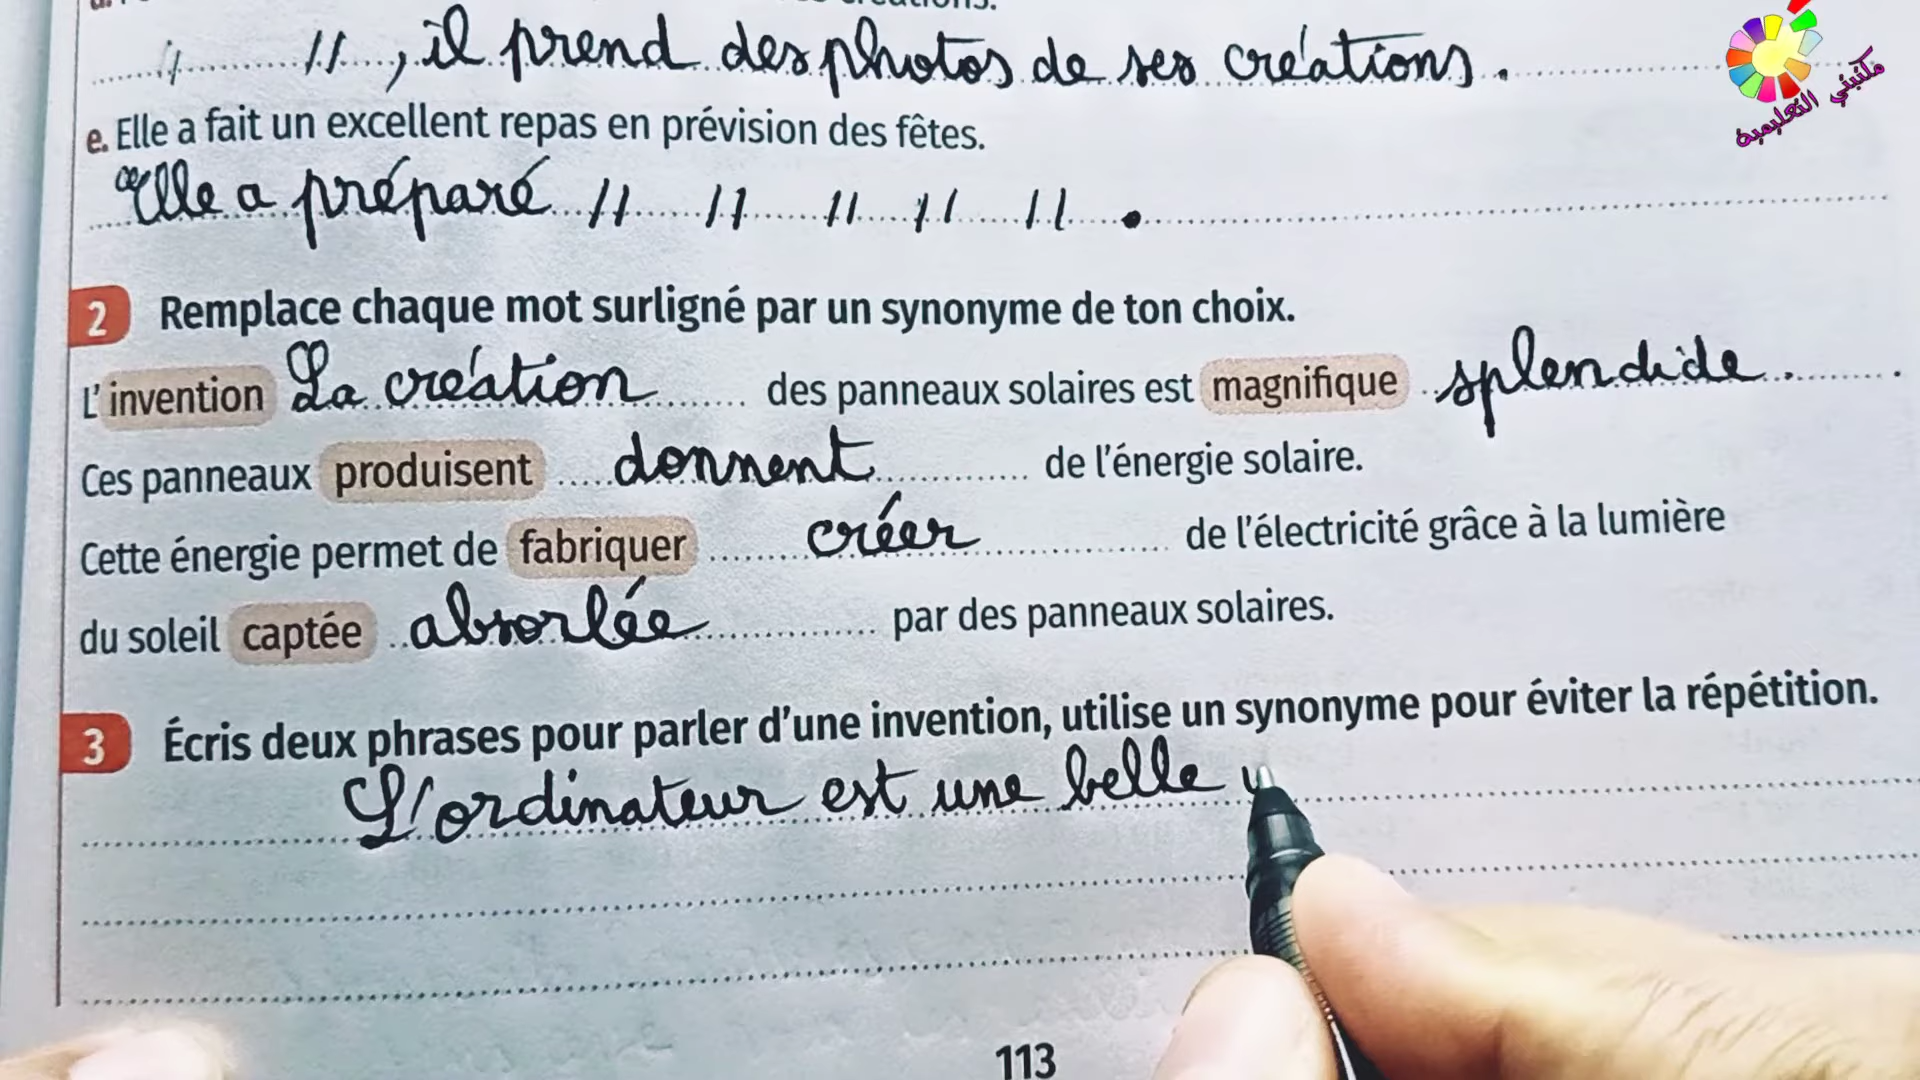 〃 〃 , il prend des photos de ses créations.
e. Elle a fait un excellent repas en prévision des fêtes.
Elle a préparé 〃 〃 〃 〃 〃 .
2 Remplace chaque mot surligné par un synonyme de ton choix.
L'invention La création des panneaux solaires est magnifique splendide .
Ces panneaux produisent donnent de l'énergie solaire.
Cette énergie permet de fabriquer créer de l'électricité grâce à la lumière
du soleil captée absorbée par des panneaux solaires.
3 Écris deux phrases pour parler d'une invention, utilise un synonyme pour éviter la répétition.
L'ordinateur est une belle
113
مكتبتي التعليمية